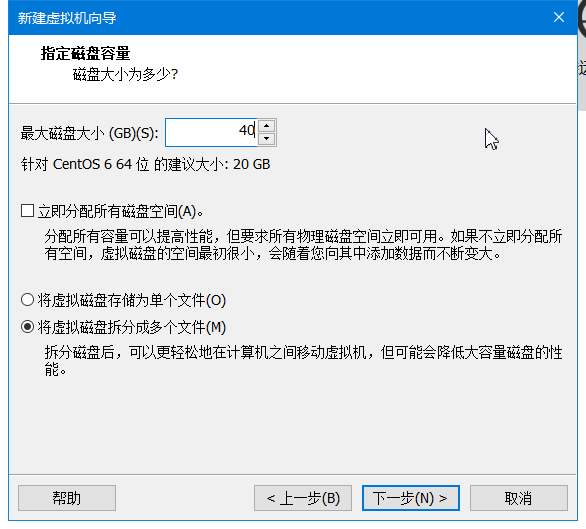 新建虚拟机向导
指定磁盘容量
磁盘大小为多少?
最大磁盘大小 (GB)(S): 40
针对 CentOS 6 64 位 的建议大小: 20 GB
立即分配所有磁盘空间(A)。
分配所有容量可以提高性能，但要求所有物理磁盘空间立即可用。如果不立即分配所
有空间，虚拟磁盘的空间最初很小，会随着您向其中添加数据而不断变大。
将虚拟磁盘存储为单个文件(O)
将虚拟磁盘拆分成多个文件(M)
拆分磁盘后，可以更轻松地在计算机之间移动虚拟机，但可能会降低大容量磁盘的性
能。
帮助 < 上一步(B) 下一步(N) > 取消